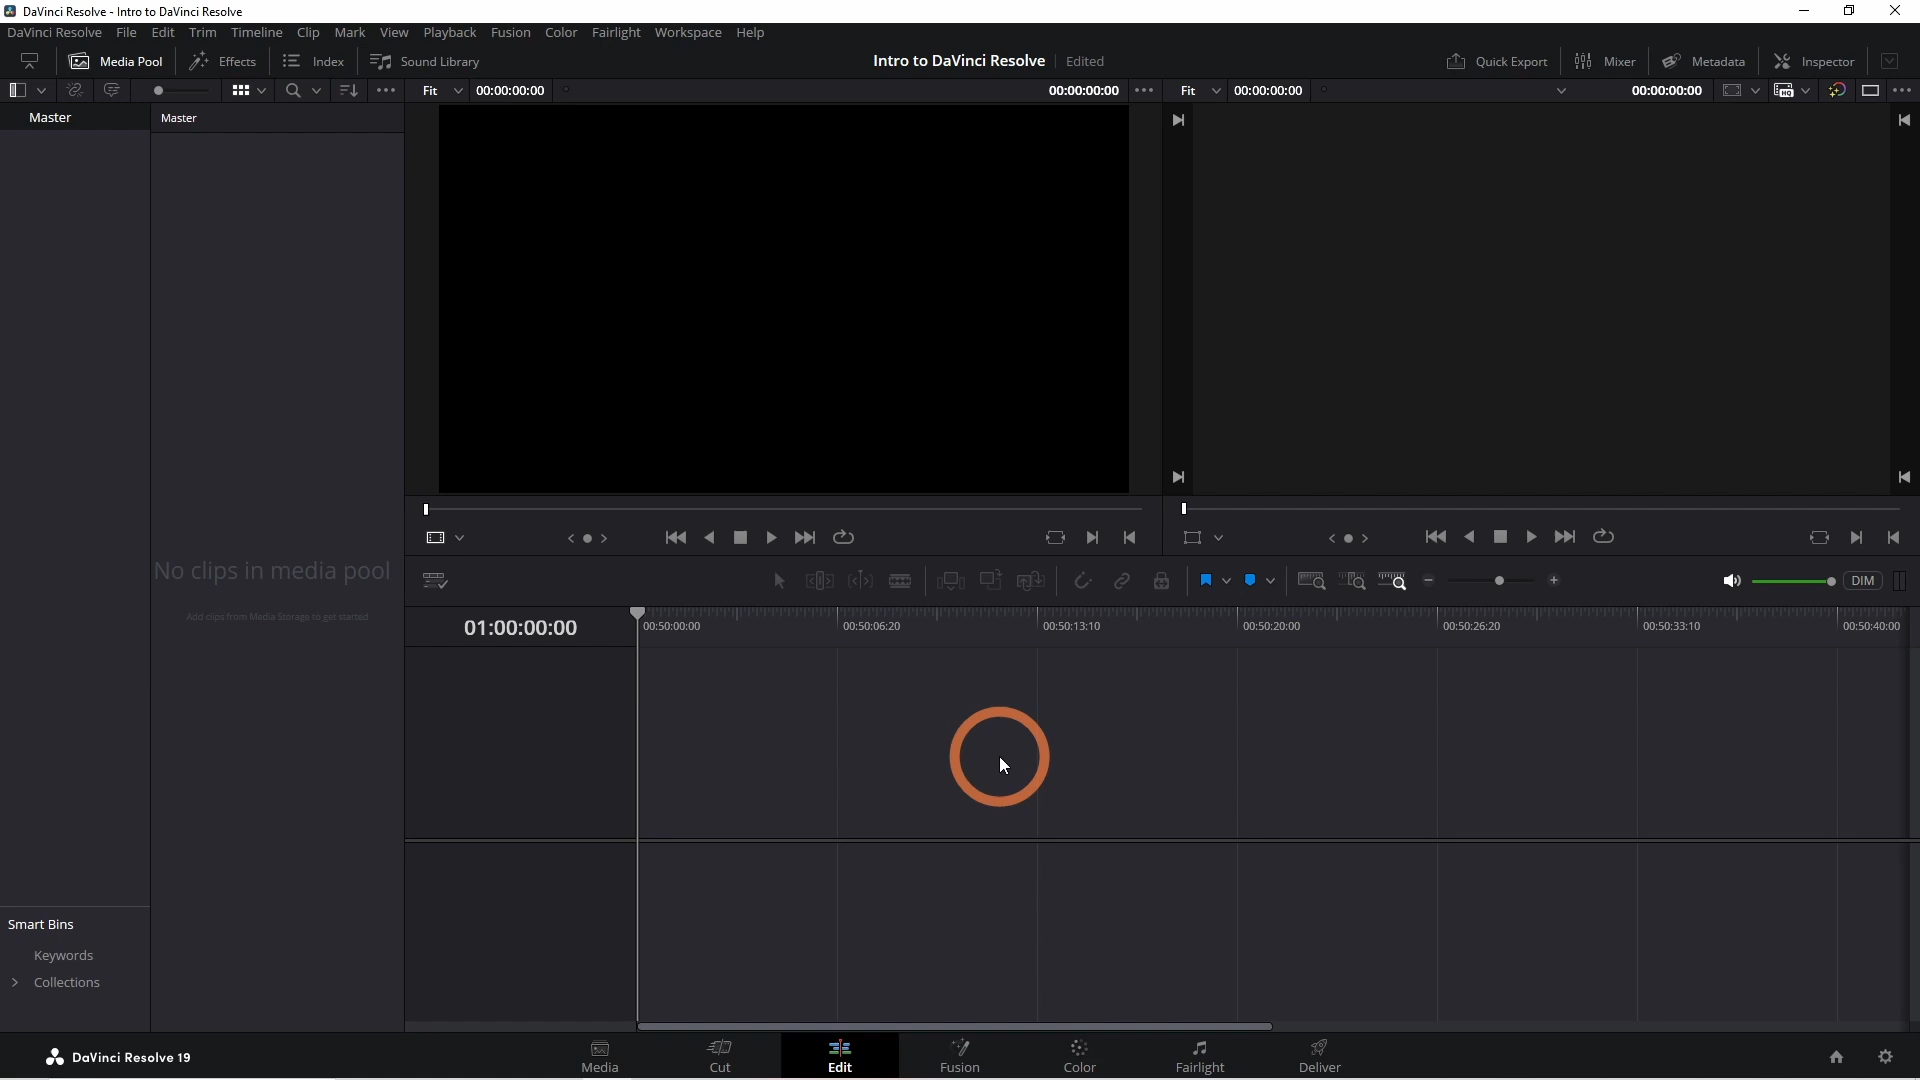 DaVinci Resolve - Intro to DaVinci Resolve
DaVinci Resolve File Edit Trim Timeline Clip Mark View Playback Fusion Color Fairlight Workspace Help
Media Pool Effects Index Sound Library Intro to DaVinci Resolve Edited Quick Export Mixer Metadata Inspector
Fit 00:00:00:00 00:00:00:00 Fit 00:00:00:00 00:00:00:00 HQ
Master Master
No clips in media pool
Add clips from Media Storage to get started
DIM
01:00:00:00 00:50:00:00 00:50:06:20 00:50:13:10 00:50:20:00 00:50:26:20 00:50:33:10 00:50:40:00
Smart Bins
Keywords
Collections
DaVinci Resolve 19 Media Cut Edit Fusion Color Fairlight Deliver